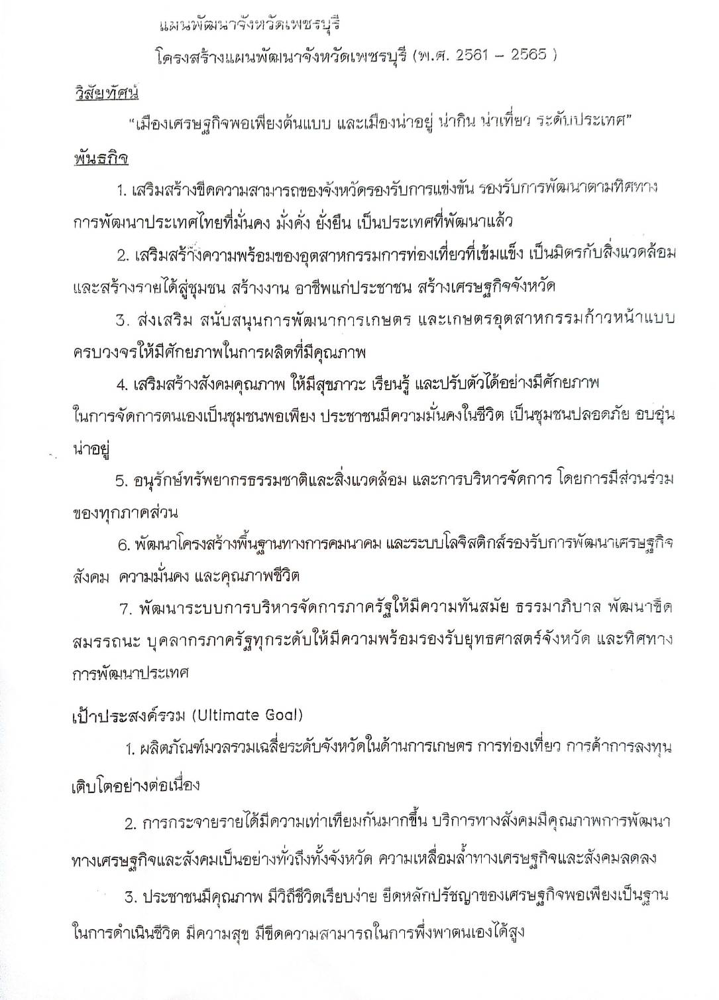 แผนพัฒนาจังหวัดเพชรบุรี
โครงสร้างแผนพัฒนาจังหวัดเพชรบุรี (พ.ศ. 2561 – 2565 )
วิสัยทัศน์
“เมืองเศรษฐกิจพอเพียงต้นแบบ และเมืองน่าอยู่ น่ากิน น่าเที่ยว ระดับประเทศ”
พันธกิจ
1. เสริมสร้างขีดความสามารถของจังหวัดรองรับการแข่งขัน รองรับการพัฒนาตามทิศทาง
การพัฒนาประเทศไทยที่มั่นคง มั่งคั่ง ยั่งยืน เป็นประเทศที่พัฒนาแล้ว
2. เสริมสร้างความพร้อมของอุตสาหกรรมการท่องเที่ยวที่เข้มแข็ง เป็นมิตรกับสิ่งแวดล้อม
และสร้างรายได้สู่ชุมชน สร้างงาน อาชีพแก่ประชาชน สร้างเศรษฐกิจจังหวัด
3. ส่งเสริม สนับสนุนการพัฒนาการเกษตร และเกษตรอุตสาหกรรมก้าวหน้าแบบ
ครบวงจรให้มีศักยภาพในการผลิตที่มีคุณภาพ
4. เสริมสร้างสังคมคุณภาพ ให้มีสุขภาวะ เรียนรู้ และปรับตัวได้อย่างมีศักยภาพ
ในการจัดการตนเองเป็นชุมชนพอเพียง ประชาชนมีความมั่นคงในชีวิต เป็นชุมชนปลอดภัย อบอุ่น
น่าอยู่
5. อนุรักษ์ทรัพยากรธรรมชาติและสิ่งแวดล้อม และการบริหารจัดการ โดยการมีส่วนร่วม
ของทุกภาคส่วน
6. พัฒนาโครงสร้างพื้นฐานทางการคมนาคม และระบบโลจิสติกส์รองรับการพัฒนาเศรษฐกิจ
สังคม ความมั่นคง และคุณภาพชีวิต
7. พัฒนาระบบการบริหารจัดการภาครัฐให้มีความทันสมัย ธรรมาภิบาล พัฒนาขีด
สมรรถนะ บุคลากรภาครัฐทุกระดับให้มีความพร้อมรองรับยุทธศาสตร์จังหวัด และทิศทาง
การพัฒนาประเทศ
เป้าประสงค์รวม (Ultimate Goal)
1. ผลิตภัณฑ์มวลรวมเฉลี่ยระดับจังหวัดในด้านการเกษตร การท่องเที่ยว การค้าการลงทุน
เติบโตอย่างต่อเนื่อง
2. การกระจายรายได้มีความเท่าเทียมกันมากขึ้น บริการทางสังคมมีคุณภาพการพัฒนา
ทางเศรษฐกิจและสังคมเป็นอย่างทั่วถึงทั้งจังหวัด ความเหลื่อมล้ำทางเศรษฐกิจและสังคมลดลง
3. ประชาชนมีคุณภาพ มีวิถีชีวิตเรียบง่าย ยึดหลักปรัชญาของเศรษฐกิจพอเพียงเป็นฐาน
ในการดำเนินชีวิต มีความสุข มีขีดความสามารถในการพึ่งพาตนเองได้สูง